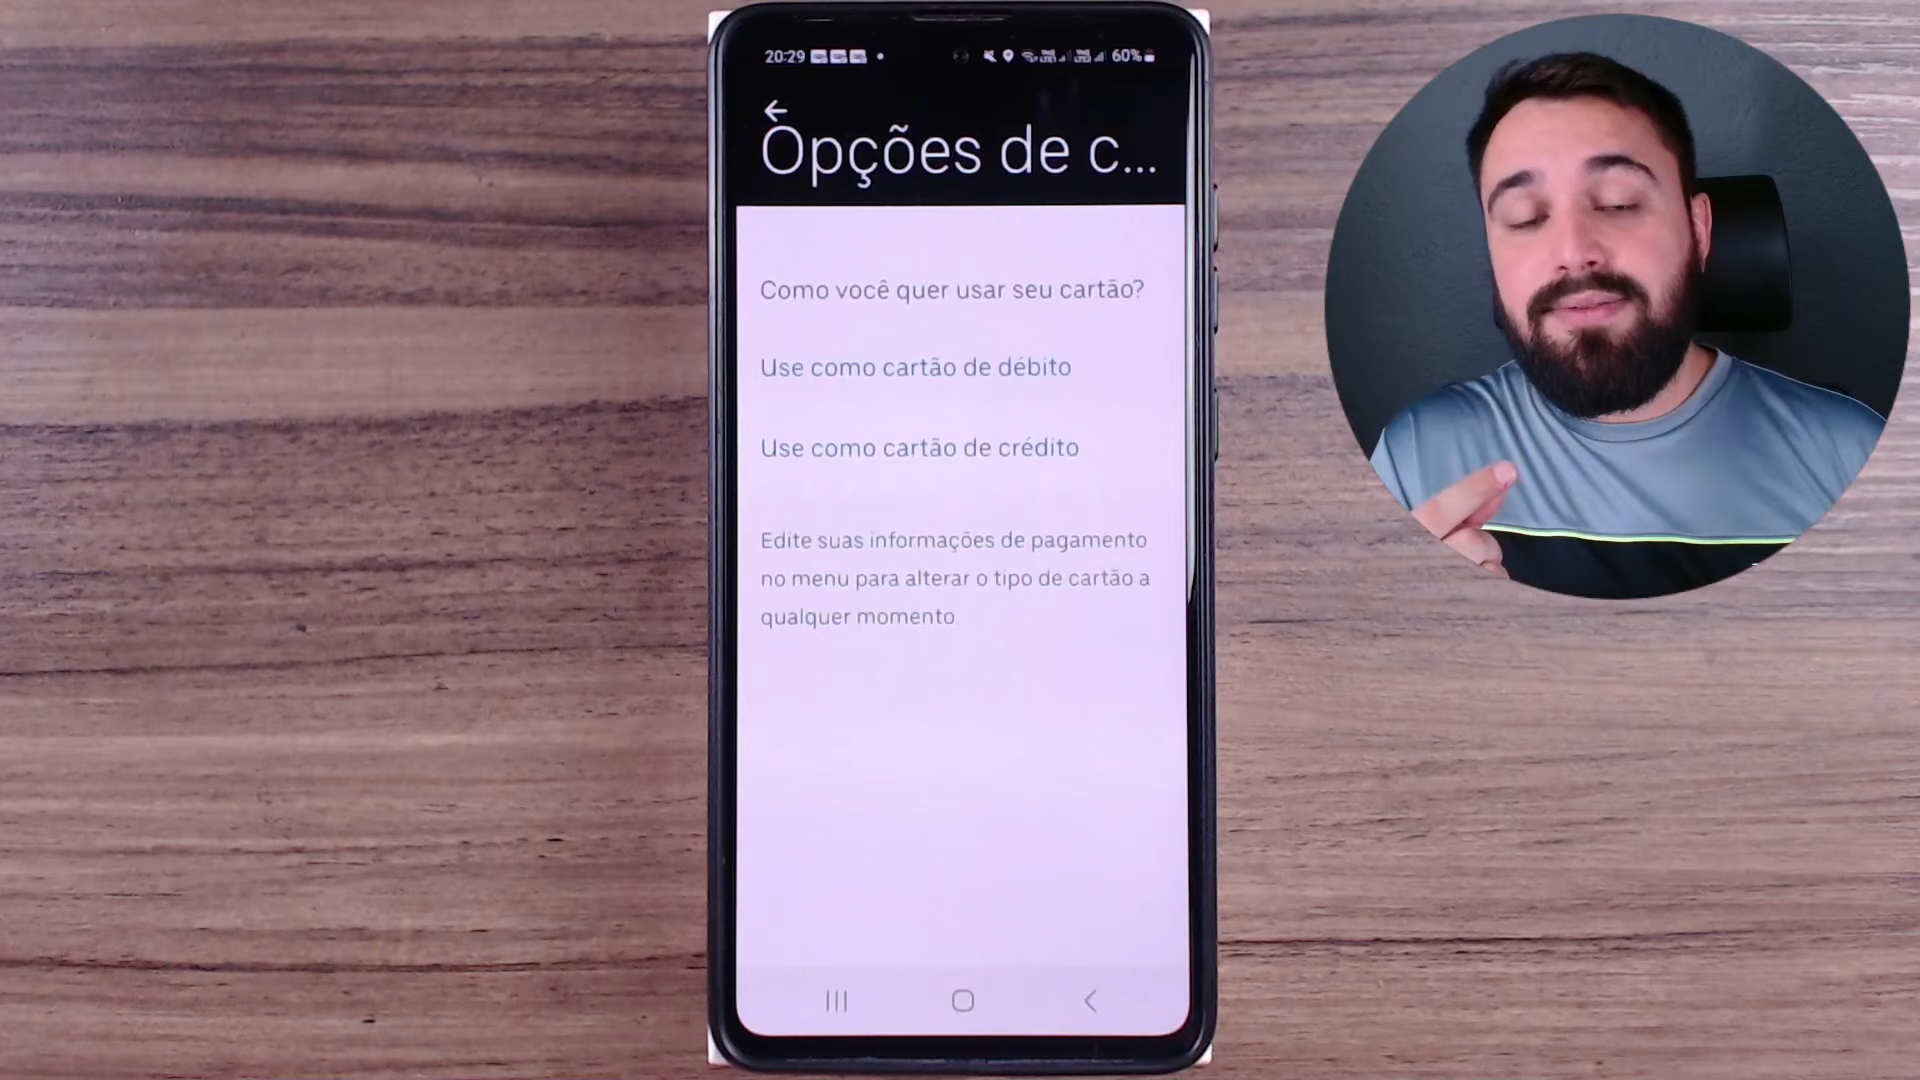 20:29
60%
Opções de c...
Como você quer usar seu cartão?
Use como cartão de débito
Use como cartão de crédito
Edite suas informações de pagamento
no menu para alterar o tipo de cartão a
qualquer momento.